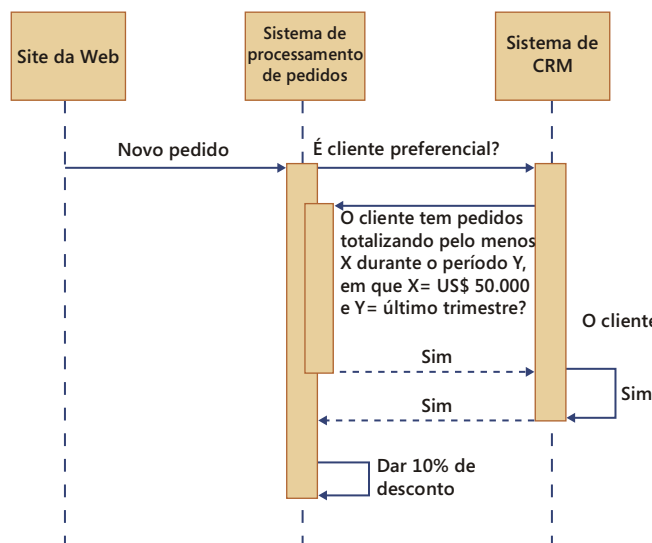 Site da Web
Sistema de
processamento
de pedidos
Sistema de
CRM
Novo pedido
É cliente preferencial?
O cliente tem pedidos
totalizando pelo menos
X durante o período Y,
em que X= US$ 50.000
e Y= último trimestre?
O cliente
Sim
Sim
Sim
Dar 10% de
desconto